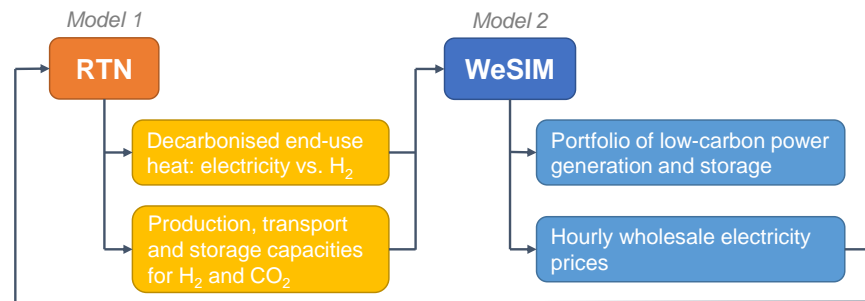 Model 1
Model 2
RTN
WeSIM
Decarbonised end-use
heat: electricity vs. H₂
Production, transport
and storage capacities
for H₂ and CO₂
Portfolio of low-carbon power
generation and storage
Hourly wholesale electricity
prices